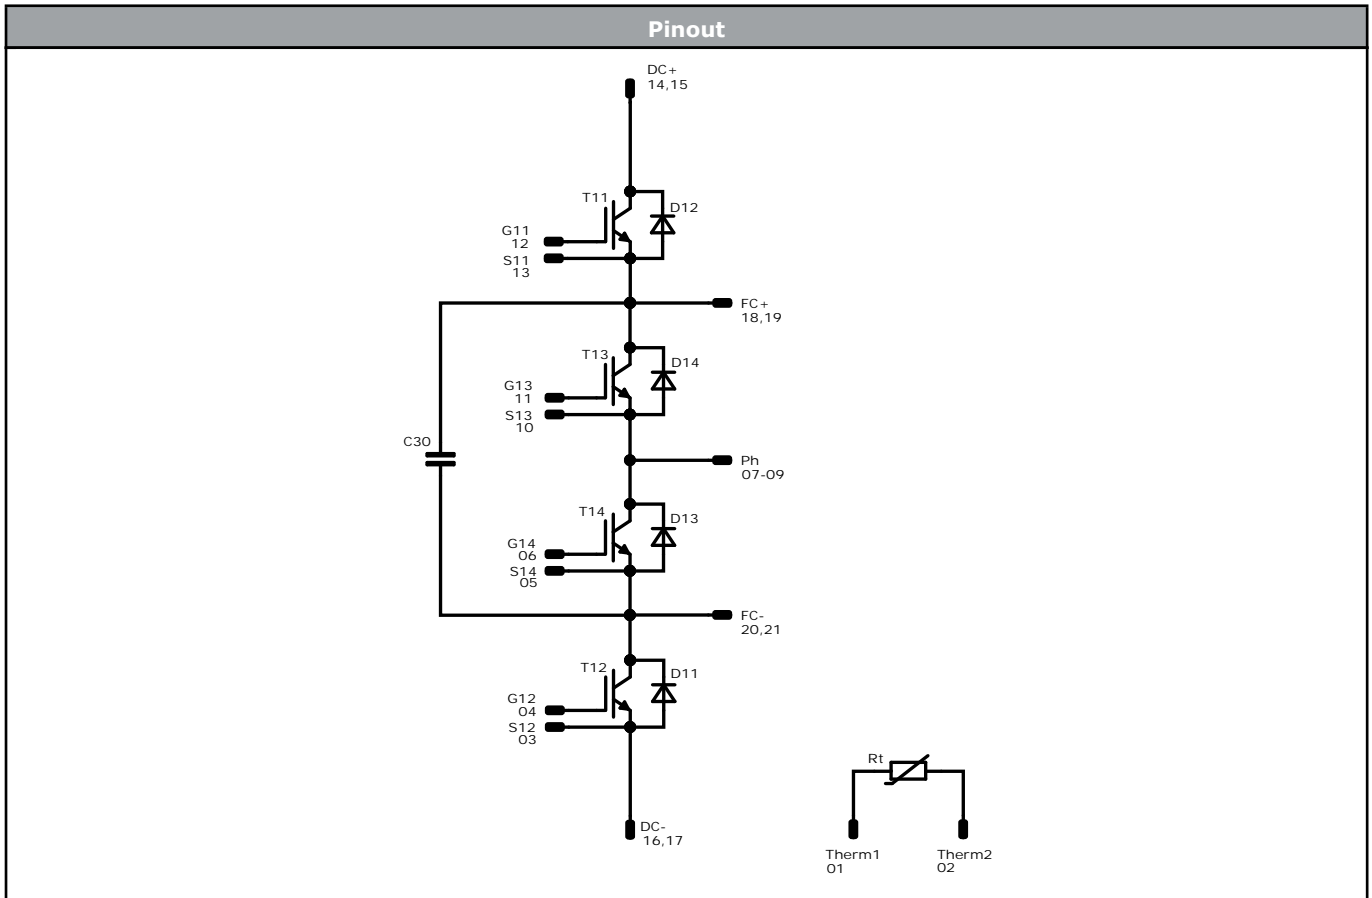 Pinout
DC+
14,15
T11
D12
G11
12
S11
13
FC+
18,19
T13
D14
G13
11
S13
10
C30
Ph
07-09
T14
D13
G14
06
S14
05
FC-
20,21
T12
D11
G12
04
S12
03
Rt
DC-
16,17
Therm1
01
Therm2
02